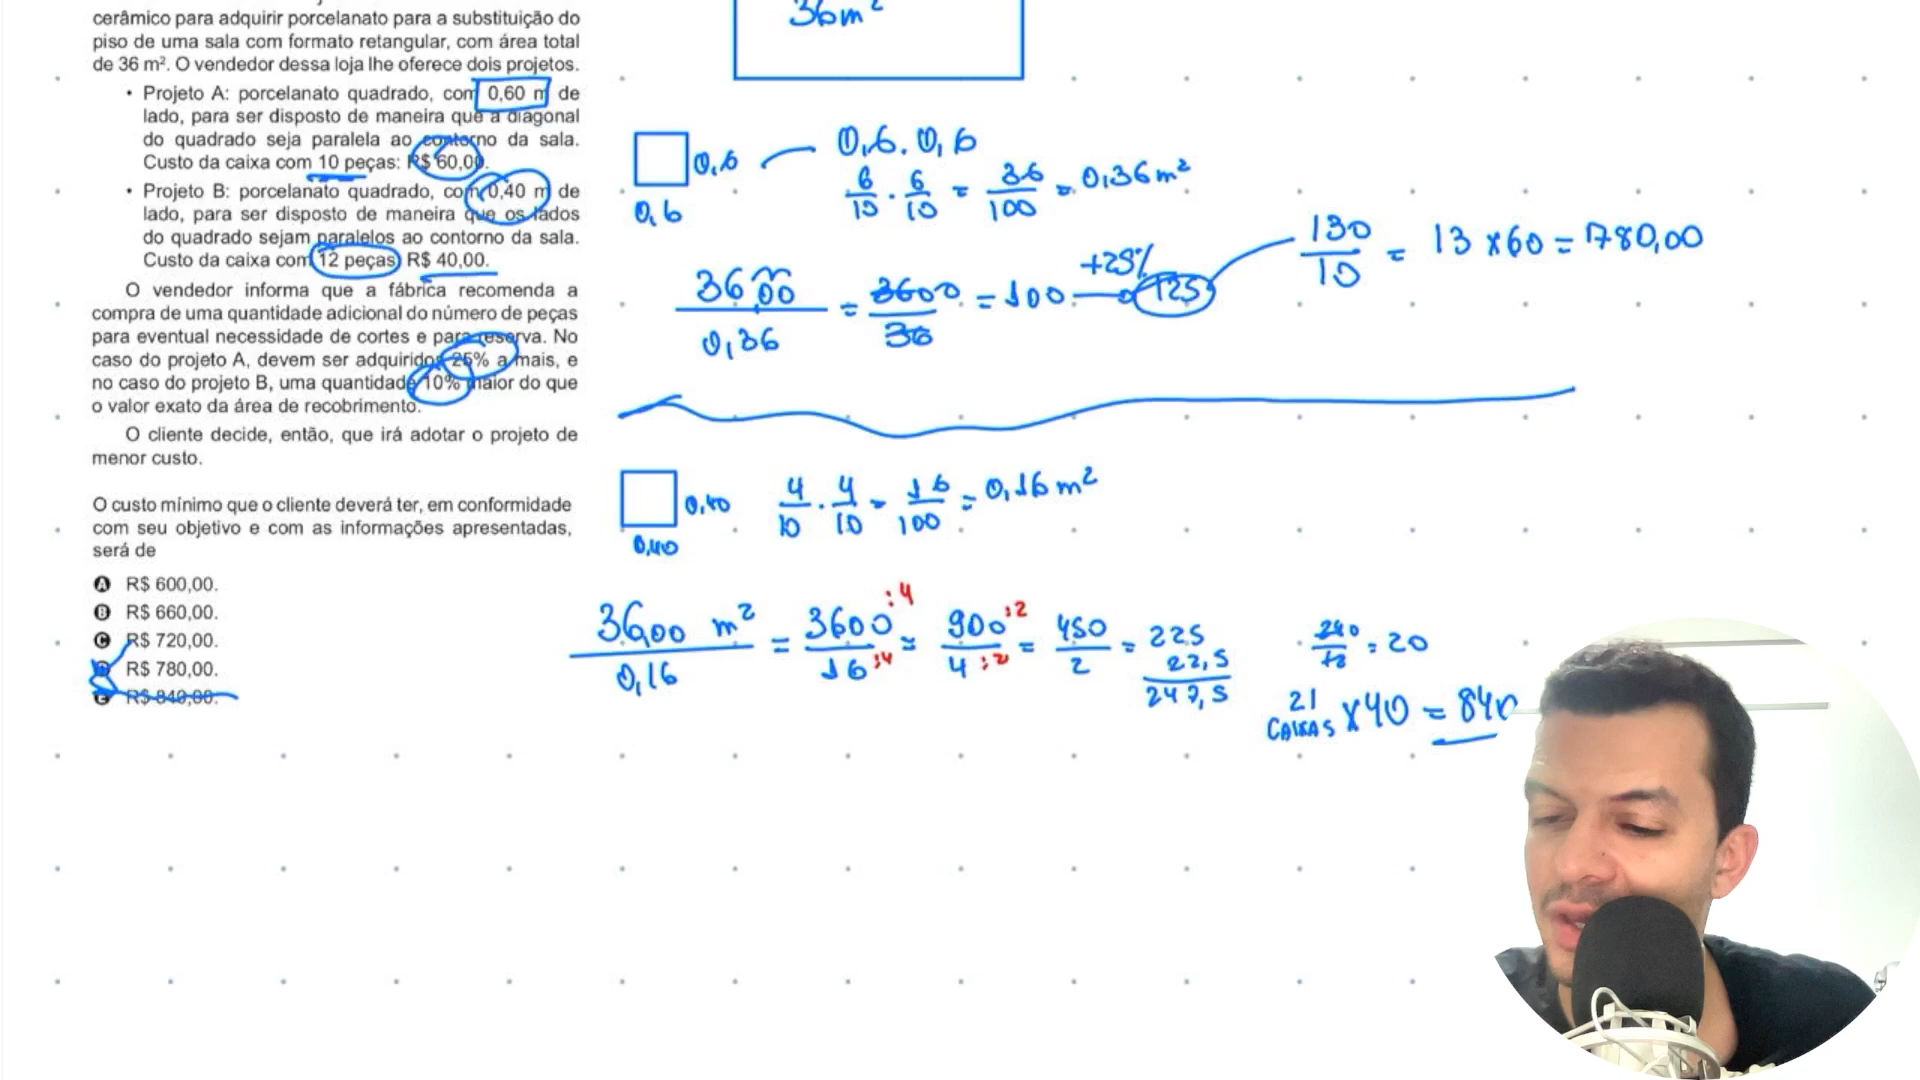 cerâmico para adquirir porcelanato para a substituição do
piso de uma sala com formato retangular, com área total
de 36 m². O vendedor dessa loja lhe oferece dois projetos.
• Projeto A: porcelanato quadrado, com 0,60 m de
lado, para ser disposto de maneira que a diagonal
do quadrado seja paralela ao contorno da sala.
Custo da caixa com 10 peças: R$ 60,00.
• Projeto B: porcelanato quadrado, com 0,40 m de
lado, para ser disposto de maneira que os lados
do quadrado sejam paralelos ao contorno da sala.
Custo da caixa com 12 peças: R$ 40,00.
O vendedor informa que a fábrica recomenda a
compra de uma quantidade adicional do número de peças
para eventual necessidade de cortes e para reserva. No
caso do projeto A, devem ser adquiridos 25% a mais, e
no caso do projeto B, uma quantidade 10% maior do que
o valor exato da área de recobrimento.
O cliente decide, então, que irá adotar o projeto de
menor custo.
O custo mínimo que o cliente deverá ter, em conformidade
com seu objetivo e com as informações apresentadas,
será de
A R$ 600,00.
B R$ 660,00.
C R$ 720,00.
R$ 780,00.
E R$ 840,00.
36m²
0,6
0,6
0,6 . 0,6
6/10 . 6/10 = 36/100 = 0,36 m²
36,00/0,36 = 3600/36 = 100 +25% 125
130/10 = 13 x 60 = 780,00
0,40
0,40
4/10 . 4/10 = 16/100 = 0,16 m²
36,00 m²/0,16 = 3600:4/16:4 = 900:2/4:2 = 450/2 = 225
22,5
247,5
240/12 = 20
21 CAIXAS x 40 = 840